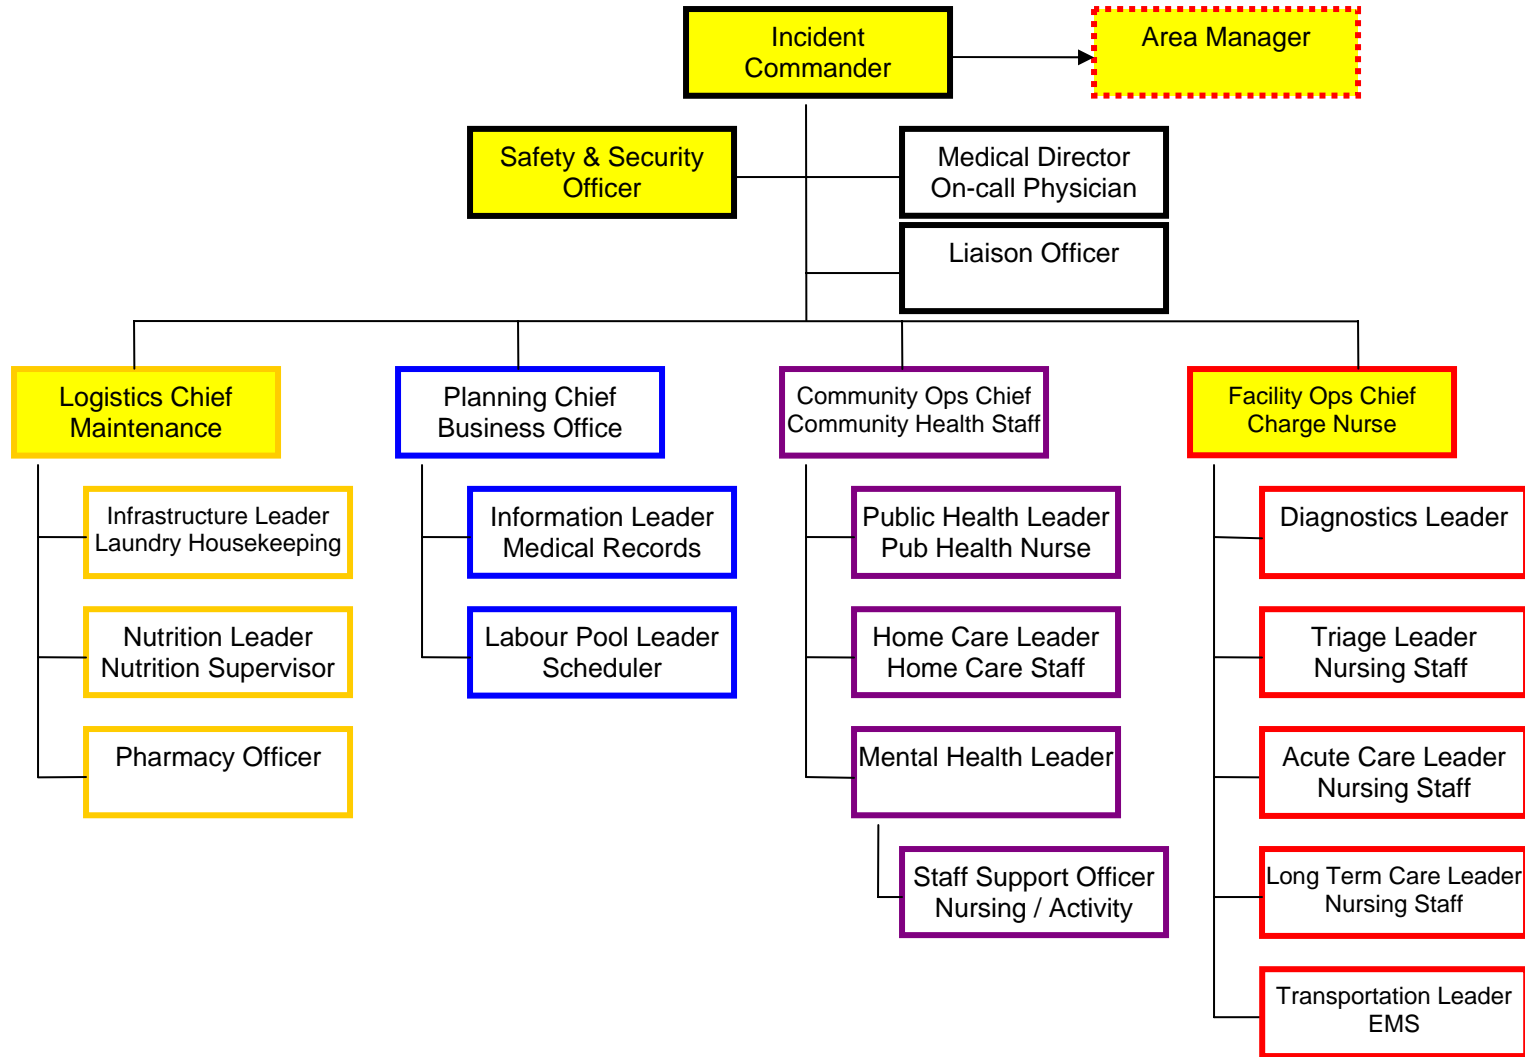 Incident
Commander
Area Manager
Safety & Security
Officer
Medical Director
On-call Physician
Liaison Officer
Logistics Chief
Maintenance
Planning Chief
Business Office
Community Ops Chief
Community Health Staff
Facility Ops Chief
Charge Nurse
Infrastructure Leader
Laundry Housekeeping
Nutrition Leader
Nutrition Supervisor
Pharmacy Officer
Information Leader
Medical Records
Labour Pool Leader
Scheduler
Public Health Leader
Pub Health Nurse
Home Care Leader
Home Care Staff
Mental Health Leader
Staff Support Officer
Nursing / Activity
Diagnostics Leader
Triage Leader
Nursing Staff
Acute Care Leader
Nursing Staff
Long Term Care Leader
Nursing Staff
Transportation Leader
EMS